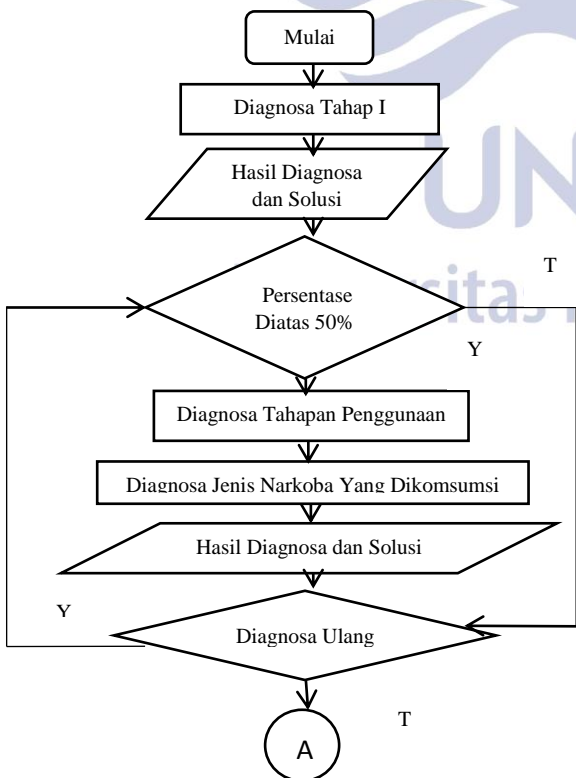 Mulai
Diagnosa Tahap I
Hasil Diagnosa
dan Solusi
T
Persentase
Diatas 50%
Y
Diagnosa Tahapan Penggunaan
Diagnosa Jenis Narkoba Yang Dikomsumsi
Hasil Diagnosa dan Solusi
Y
Diagnosa Ulang
T
A